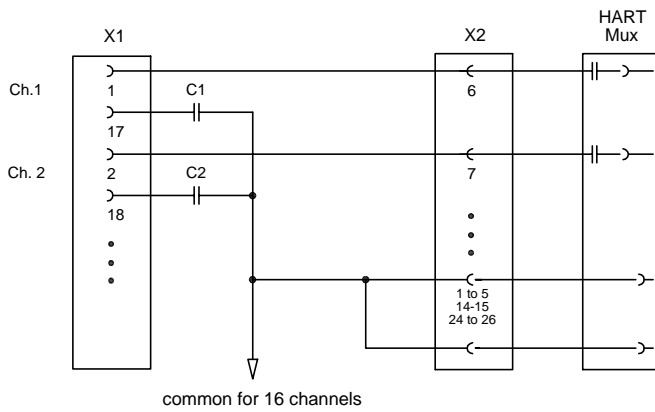 HART
Mux
X1
X2
Ch.1
1
C1
6
17
Ch. 2
2
C2
7
18
1 to 5
14-15
24 to 26
common for 16 channels